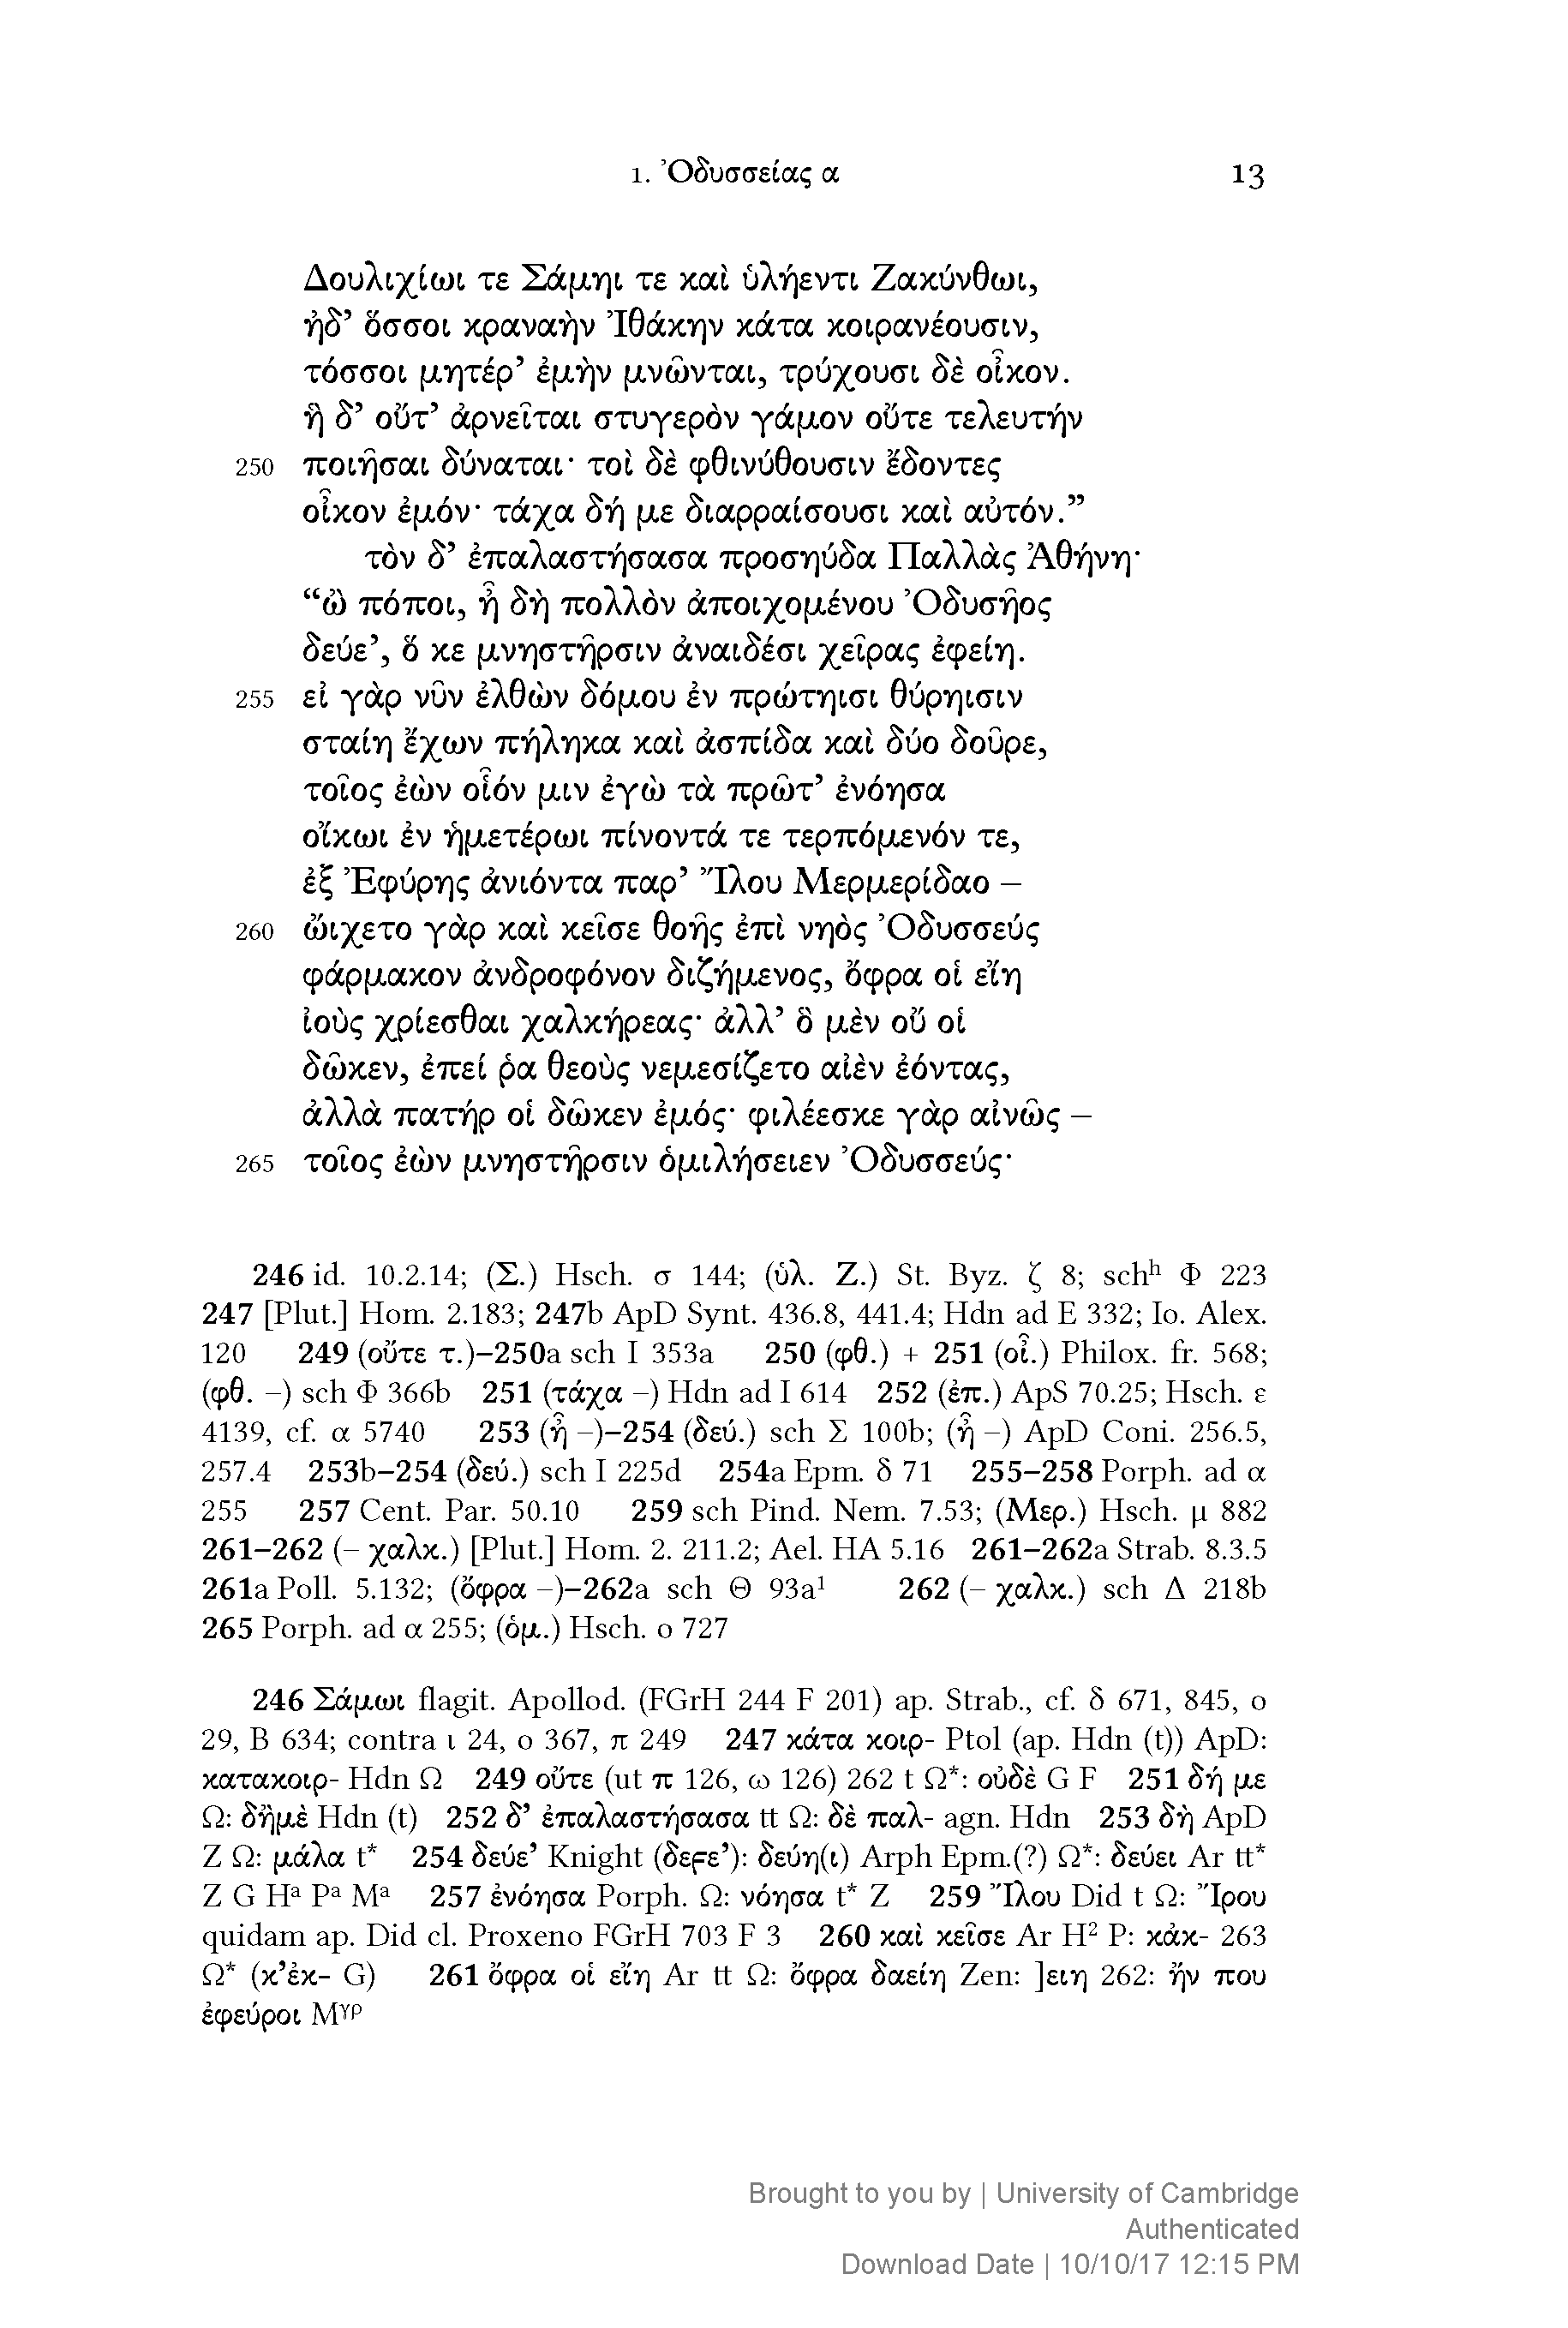 1. Ὀδυσσείας α 13
Δουλιχίωι τε Σάμηι τε καὶ ὑλήεντι Ζακύνθωι,
ἠδ’ ὅσσοι κραναὴν Ἰθάκην κάτα κοιρανέουσιν,
τόσσοι μητέρ’ ἐμὴν μνῶνται, τρύχουσι δὲ οἶκον.
ἣ δ’ οὔτ’ ἀρνεῖται στυγερὸν γάμον οὔτε τελευτήν
250 ποιῆσαι δύναται· τοὶ δὲ φθινύθουσιν ἔδοντες
οἶκον ἐμόν· τάχα δή με διαρραίσουσι καὶ αὐτόν.”
τὸν δ’ ἐπαλαστήσασα προσηύδα Παλλὰς Ἀθήνη·
“ὢ πόποι, ἦ δὴ πολλὸν ἀποιχομένου Ὀδυσῆος
δεύε’, ὅ κε μνηστῆρσιν ἀναιδέσι χεῖρας ἐφείη.
255 εἰ γὰρ νῦν ἐλθὼν δόμου ἐν πρώτηισι θύρηισιν
σταίη ἔχων πήληκα καὶ ἀσπίδα καὶ δύο δοῦρε,
τοῖος ἐὼν οἷόν μιν ἐγὼ τὰ πρῶτ’ ἐνόησα
οἴκωι ἐν ἡμετέρωι πίνοντά τε τερπόμενόν τε,
ἐξ Ἐφύρης ἀνιόντα παρ’ Ἴλου Μερμερίδαο –
260 ὤιχετο γὰρ καὶ κεῖσε θοῆς ἐπὶ νηὸς Ὀδυσσεύς
φάρμακον ἀνδροφόνον διζήμενος, ὄφρα οἱ εἴη
ἰοὺς χρίεσθαι χαλκήρεας· ἀλλ’ ὃ μὲν οὔ οἱ
δῶκεν, ἐπεί ῥα θεοὺς νεμεσίζετο αἰὲν ἐόντας,
ἀλλὰ πατήρ οἱ δῶκεν ἐμός· φιλέεσκε γὰρ αἰνῶς –
265 τοῖος ἐὼν μνηστῆρσιν ὁμιλήσειεν Ὀδυσσεύς·
246 id. 10.2.14; (Σ.) Hsch. σ 144; (ὑλ. Ζ.) St. Byz. ζ 8; schʰ Φ 223
247 [Plut.] Hom. 2.183; 247b ApD Synt. 436.8, 441.4; Hdn ad E 332; Io. Alex.
120 249 (οὔτε τ.)–250a sch I 353a 250 (φθ.) + 251 (οἶ.) Philox. fr. 568;
(φθ. –) sch Φ 366b 251 (τάχα –) Hdn ad I 614 252 (ἐπ.) ApS 70.25; Hsch. ε
4139, cf. α 5740 253 (ἦ –)–254 (δεύ.) sch Σ 100b; (ἦ –) ApD Coni. 256.5,
257.4 253b–254 (δεύ.) sch I 225d 254a Epm. δ 71 255–258 Porph. ad α
255 257 Cent. Par. 50.10 259 sch Pind. Nem. 7.53; (Μερ.) Hsch. μ 882
261–262 (– χαλκ.) [Plut.] Hom. 2. 211.2; Ael. HA 5.16 261–262a Strab. 8.3.5
261a Poll. 5.132; (ὄφρα –)–262a sch Θ 93a¹ 262 (– χαλκ.) sch Δ 218b
265 Porph. ad α 255; (ὁμ.) Hsch. ο 727
246 Σάμωι flagit. Apollod. (FGrH 244 F 201) ap. Strab., cf. δ 671, 845, ο
29, Β 634; contra ι 24, ο 367, π 249 247 κάτα κοιρ- Ptol (ap. Hdn (t)) ApD:
κατακοιρ- Hdn Ω 249 οὔτε (ut π 126, ω 126) 262 t Ω*: οὐδὲ G F 251 δή με
Ω: δῆμὲ Hdn (t) 252 δ’ ἐπαλαστήσασα tt Ω: δὲ παλ- agn. Hdn 253 δὴ ApD
Z Ω: μάλα t* 254 δεύε’ Knight (δεϝε’): δεύη(ι) Arph Epm.(?) Ω*: δεύει Ar tt*
Z G Hᵃ Pᵃ Mᵃ 257 ἐνόησα Porph. Ω: νόησα t* Z 259 Ἴλου Did t Ω: Ἴρου
quidam ap. Did cl. Proxeno FGrH 703 F 3 260 καὶ κεῖσε Ar H² P: κἀκ- 263
Ω* (κ’ἐκ- G) 261 ὄφρα οἱ εἴη Ar tt Ω: ὄφρα δαείη Zen: ]ειη 262: ἤν που
ἐφεύροι Mᵞᵖ
Brought to you by | University of Cambridge
Authenticated
Download Date | 10/10/17 12:15 PM